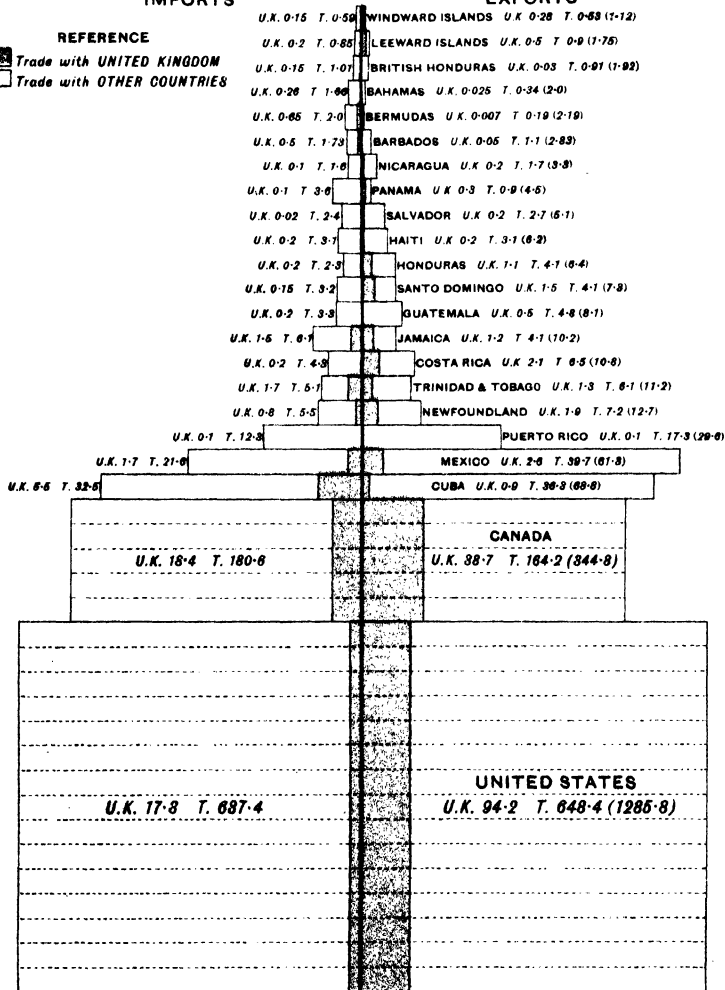 IMPORTS EXPORTS
REFERENCE
Trade with UNITED KINGDOM
Trade with OTHER COUNTRIES
U.K. 0·15 T. 0·59 WINDWARD ISLANDS U.K 0·28 T. 0·53 (1·12)
U.K. 0·2 T. 0·85 LEEWARD ISLANDS U.K. 0·5 T 0·9 (1·75)
U.K. 0·15 T. 1·01 BRITISH HONDURAS U.K. 0·03 T. 0·91 (1·92)
U.K. 0·26 T. 1·66 BAHAMAS U.K. 0·025 T. 0·34 (2·0)
U.K. 0·65 T. 2·0 BERMUDAS U.K. 0·007 T 0·19 (2·19)
U.K. 0·5 T. 1·73 BARBADOS U.K. 0·05 T. 1·1 (2·83)
U.K. 0·1 T. 1·6 NICARAGUA U.K 0·2 T. 1·7 (3·3)
U.K. 0·1 T. 3·6 PANAMA U K 0·3 T. 0·9 (4·5)
U.K. 0·02 T. 2·4 SALVADOR U.K 0·2 T. 2·7 (5·1)
U.K. 0·2 T. 3·1 HAITI U.K 0·2 T. 3·1 (6·2)
U.K. 0·2 T. 2·3 HONDURAS U.K. 1·1 T. 4·1 (6·4)
U.K. 0·15 T. 3·2 SANTO DOMINGO U.K. 1·5 T. 4·1 (7·3)
U.K. 0·2 T. 3·3 GUATEMALA U.K. 0·5 T. 4·8 (8·1)
U.K. 1·5 T. 6·1 JAMAICA U.K. 1·2 T 4·1 (10·2)
U.K. 0·2 T. 4·3 COSTA RICA U.K 2·1 T 6·5 (10·8)
U.K. 1·7 T. 5·1 TRINIDAD & TOBAGO U.K. 1·3 T. 6·1 (11·2)
U.K. 0·8 T. 5·5 NEWFOUNDLAND U.K. 1·9 T. 7·2 (12·7)
U.K. 0·1 T. 12·3 PUERTO RICO U.K. 0·1 T. 17·3 (29·6)
U.K. 1·7 T. 21·6 MEXICO U.K. 2·6 T. 39·7 (61·3)
U.K. 5·5 T. 32·5 CUBA U.K. 0·9 T. 36·3 (68·8)
CANADA
U.K. 18·4 T. 180·6 U.K. 38·7 T. 164·2 (344·8)
UNITED STATES
U.K. 17·8 T. 637·4 U.K. 94·2 T. 648·4 (1285·8)